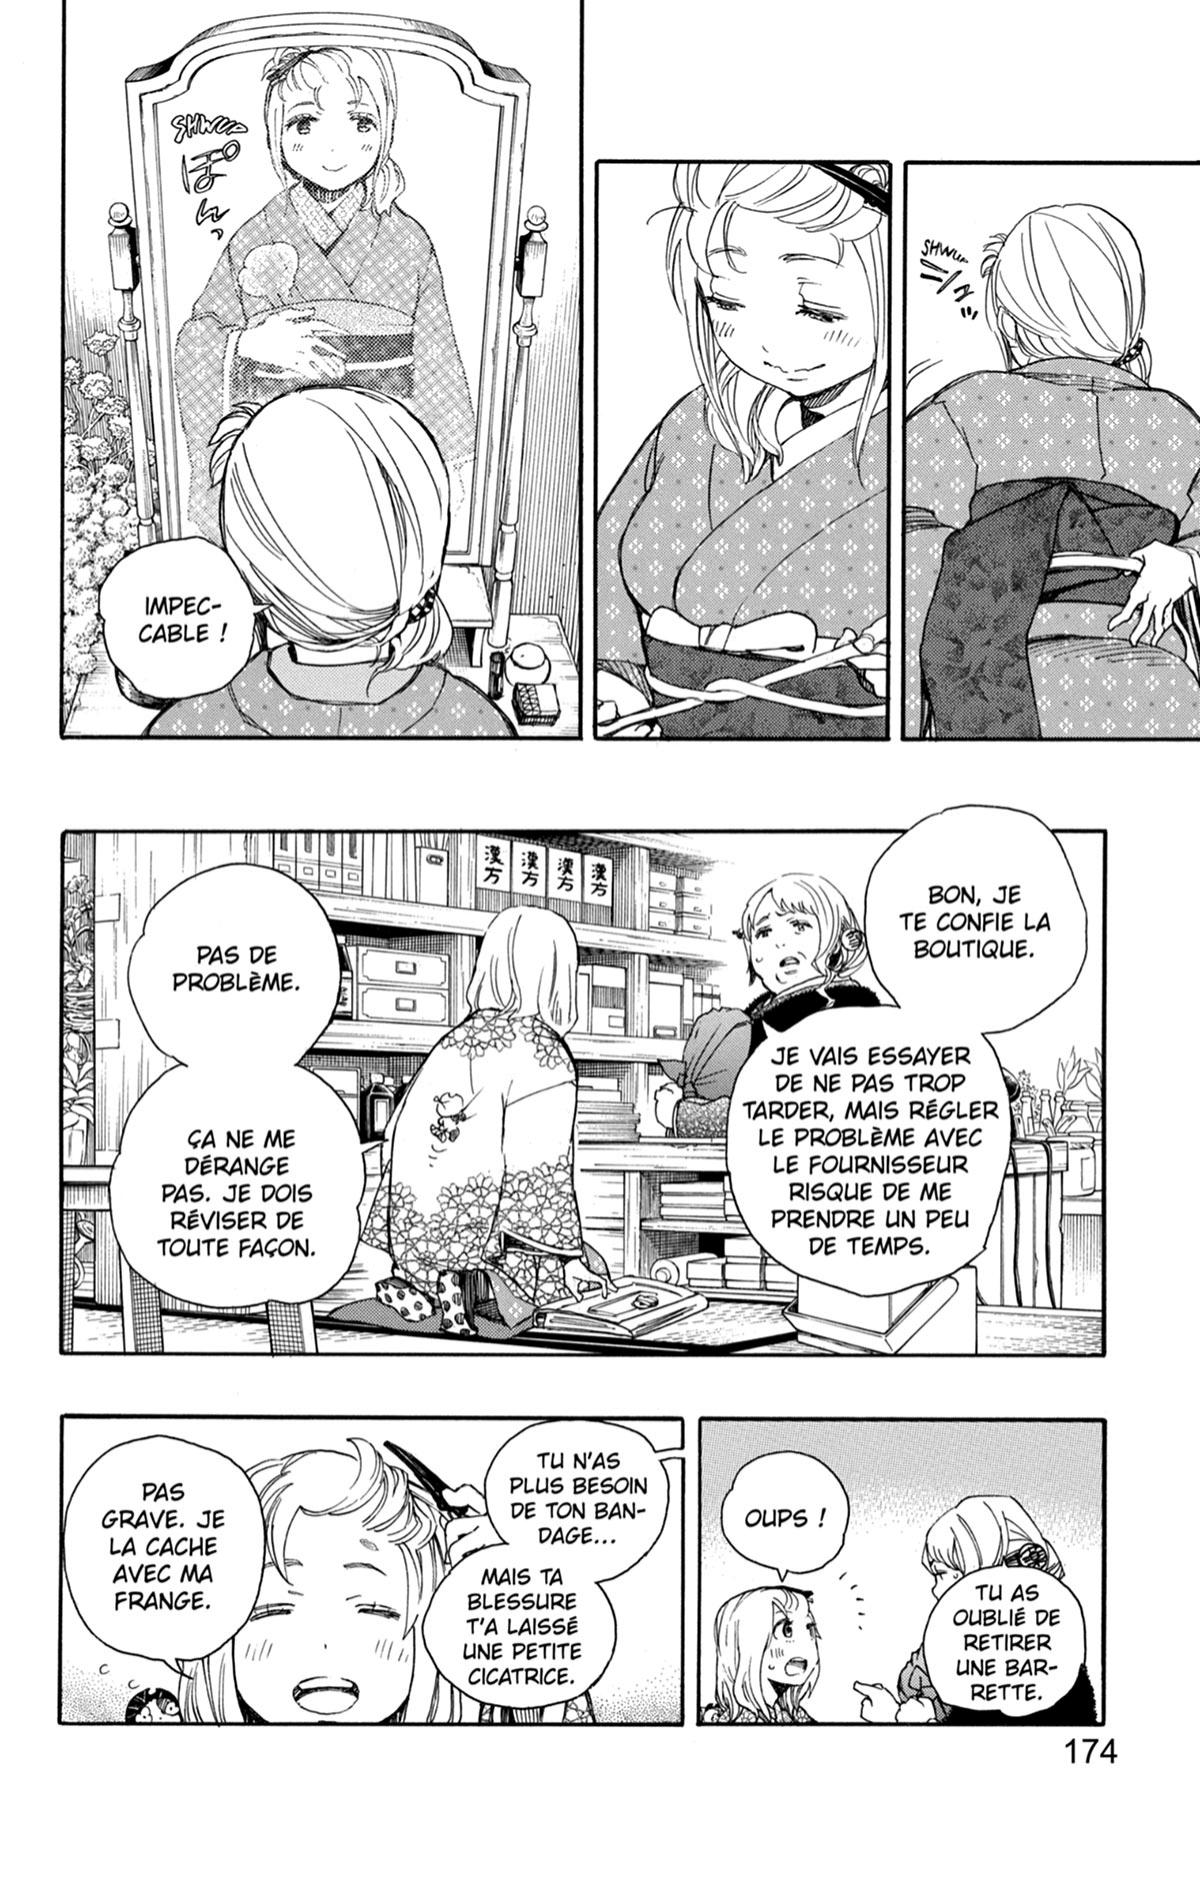 SHWUP
SHWUP
ぽんっ
IMPEC-
CABLE !
BON, JE
TE CONFIE LA
BOUTIQUE.
JE VAIS ESSAYER
DE NE PAS TROP
TARDER, MAIS RÉGLER
LE PROBLÈME AVEC
LE FOURNISSEUR
RISQUE DE ME
PRENDRE UN PEU
DE TEMPS.
漢方
漢方
漢方
漢方
PAS DE
PROBLÈME.
ÇA NE ME
DÉRANGE
PAS. JE DOIS
RÉVISER DE
TOUTE FAÇON.
TU AS
OUBLIÉ DE
RETIRER
UNE BAR-
RETTE.
OUPS !
TU N'AS
PLUS BESOIN
DE TON BAN-
DAGE...
MAIS TA
BLESSURE
T'A LAISSÉ
UNE PETITE
CICATRICE.
PAS
GRAVE. JE
LA CACHE
AVEC MA
FRANGE.
174